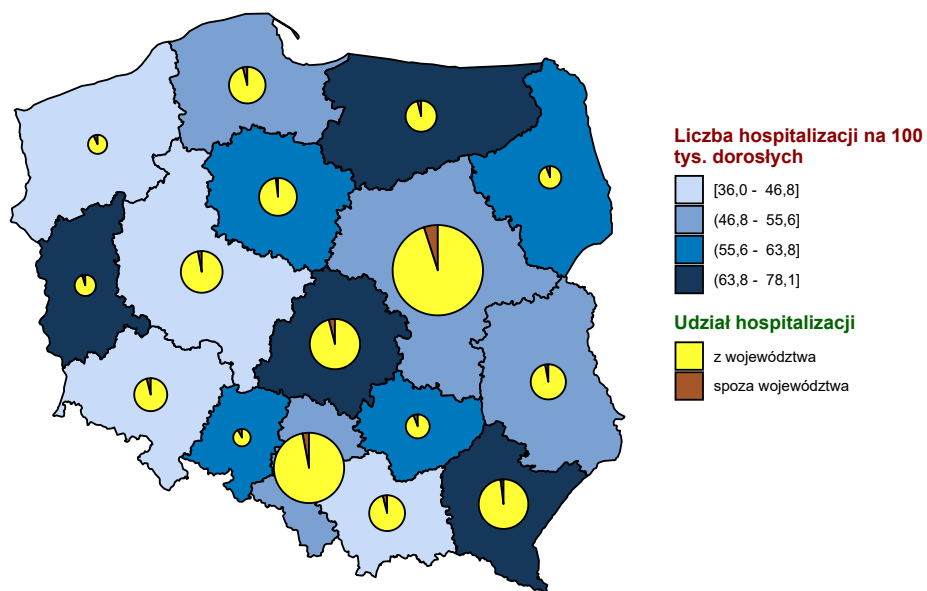 Liczba hospitalizacji na 100
tys. dorosłych
[36,0 - 46,8]
(46,8 - 55,6]
(55,6 - 63,8]
(63,8 - 78,1]
Udział hospitalizacji
z województwa
spoza województwa